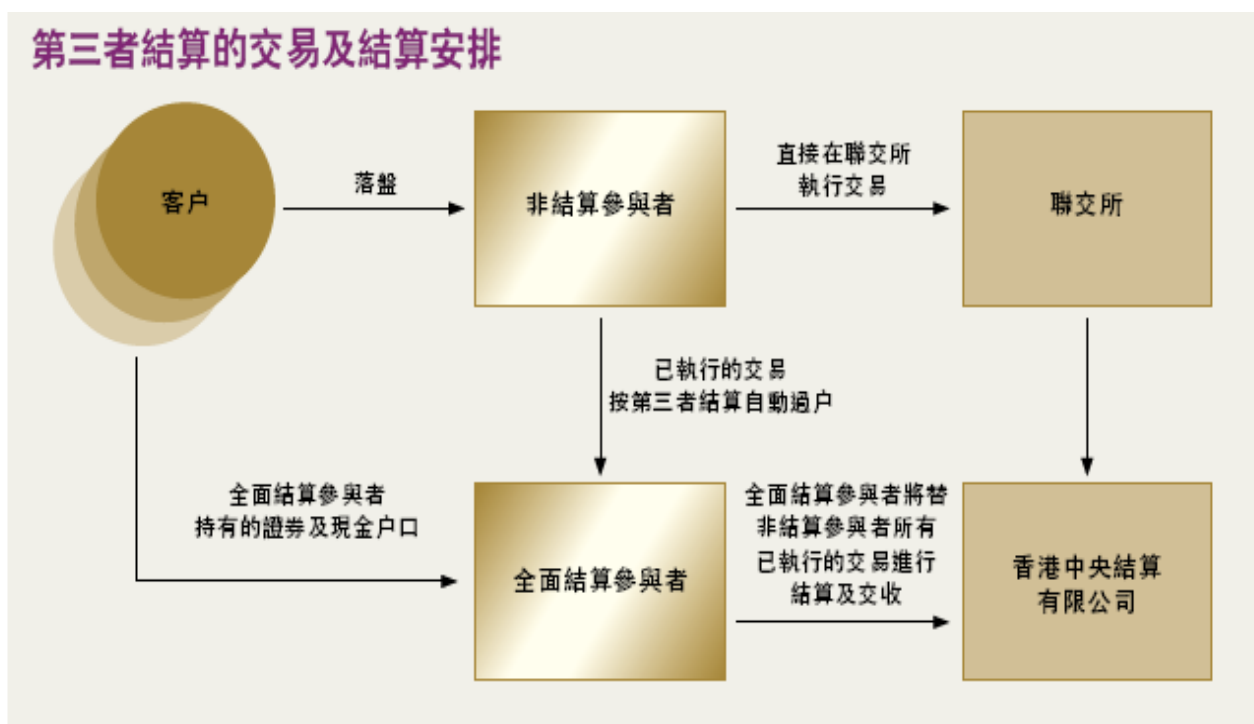 第三者結算的交易及結算安排
客户
落盤
非結算參與者
直接在聯交所
執行交易
聯交所
已執行的交易
按第三者結算自動過户
全面結算參與者
持有的證券及現金户口
全面結算參與者
全面結算參與者將替
非結算參與者所有
已執行的交易進行
結算及交收
香港中央結算
有限公司